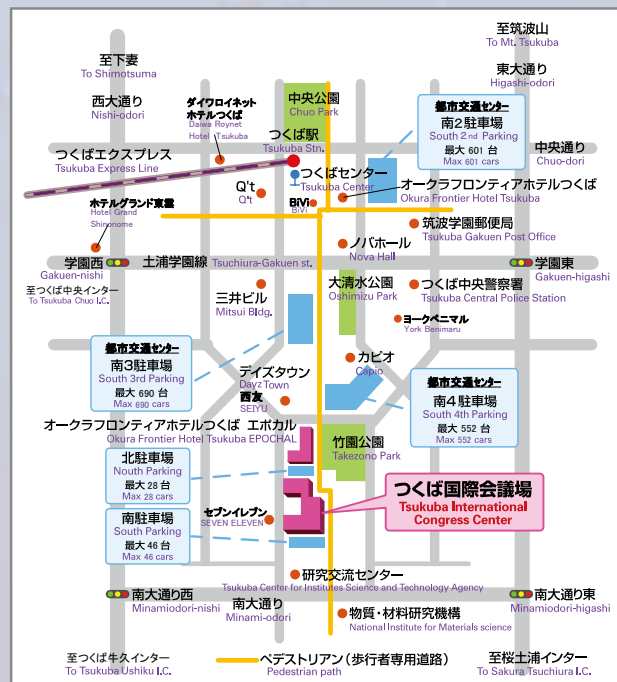 至筑波山
To Mt. Tsukuba
至下妻
To Shimotsuma
東大通り
Higashi-odori
西大通り
Nishi-odori
ダイワロイネット
ホテルつくば
Daiwa Roynet
Hotel Tsukuba
中央公園
Chuo Park
都市交通センター
南2駐車場
South 2nd Parking
最大 601 台
Max 601 cars
つくば駅
Tsukuba Stn.
中央通り
Chuo-dori
つくばエクスプレス
Tsukuba Express Line
つくばセンター
Tsukuba Center
オークラフロンティアホテルつくば
Okura Frontier Hotel Tsukuba
Q't
Q't
BiVi
BiVi
ホテルグランド東雲
Hotel Grand
Shinonome
筑波学園郵便局
Tsukuba Gakuen Post Office
ノバホール
Nova Hall
学園西
Gakuen-nishi
土浦学園線 Tsuchiura-Gakuen st.
学園東
Gakuen-higashi
至つくば中央インター
To Tsukuba Chuo I.C.
三井ビル
Mitsui Bldg.
大清水公園
Oshimizu Park
つくば中央警察署
Tsukuba Central Police Station
ヨークベニマル
York Benimaru
都市交通センター
南3駐車場
South 3rd Parking
最大 690 台
Max 690 cars
デイズタウン
Dayz Town
西友
SEIYU
カピオ
Capio
都市交通センター
南4駐車場
South 4th Parking
最大 552 台
Max 552 cars
オークラフロンティアホテルつくば エポカル
Okura Frontier Hotel Tsukuba EPOCHAL
竹園公園
Takezono Park
北駐車場
Nouth Parking
最大 28 台
Max 28 cars
つくば国際会議場
Tsukuba International
Congress Center
南駐車場
South Parking
最大 46 台
Max 46 cars
セブンイレブン
SEVEN ELEVEN
研究交流センター
Tsukuba Center for Institutes Science and Technology Agency
南大通り西
Minamiodori-nishi
南大通り
Minami-odori
南大通り東
Minamiodori-higashi
物質・材料研究機構
National Institute for Materials science
至つくば牛久インター
To Tsukuba Ushiku I.C.
ペデストリアン(歩行者専用道路)
Pedestrian path
至桜土浦インター
To Sakura Tsuchiura I.C.